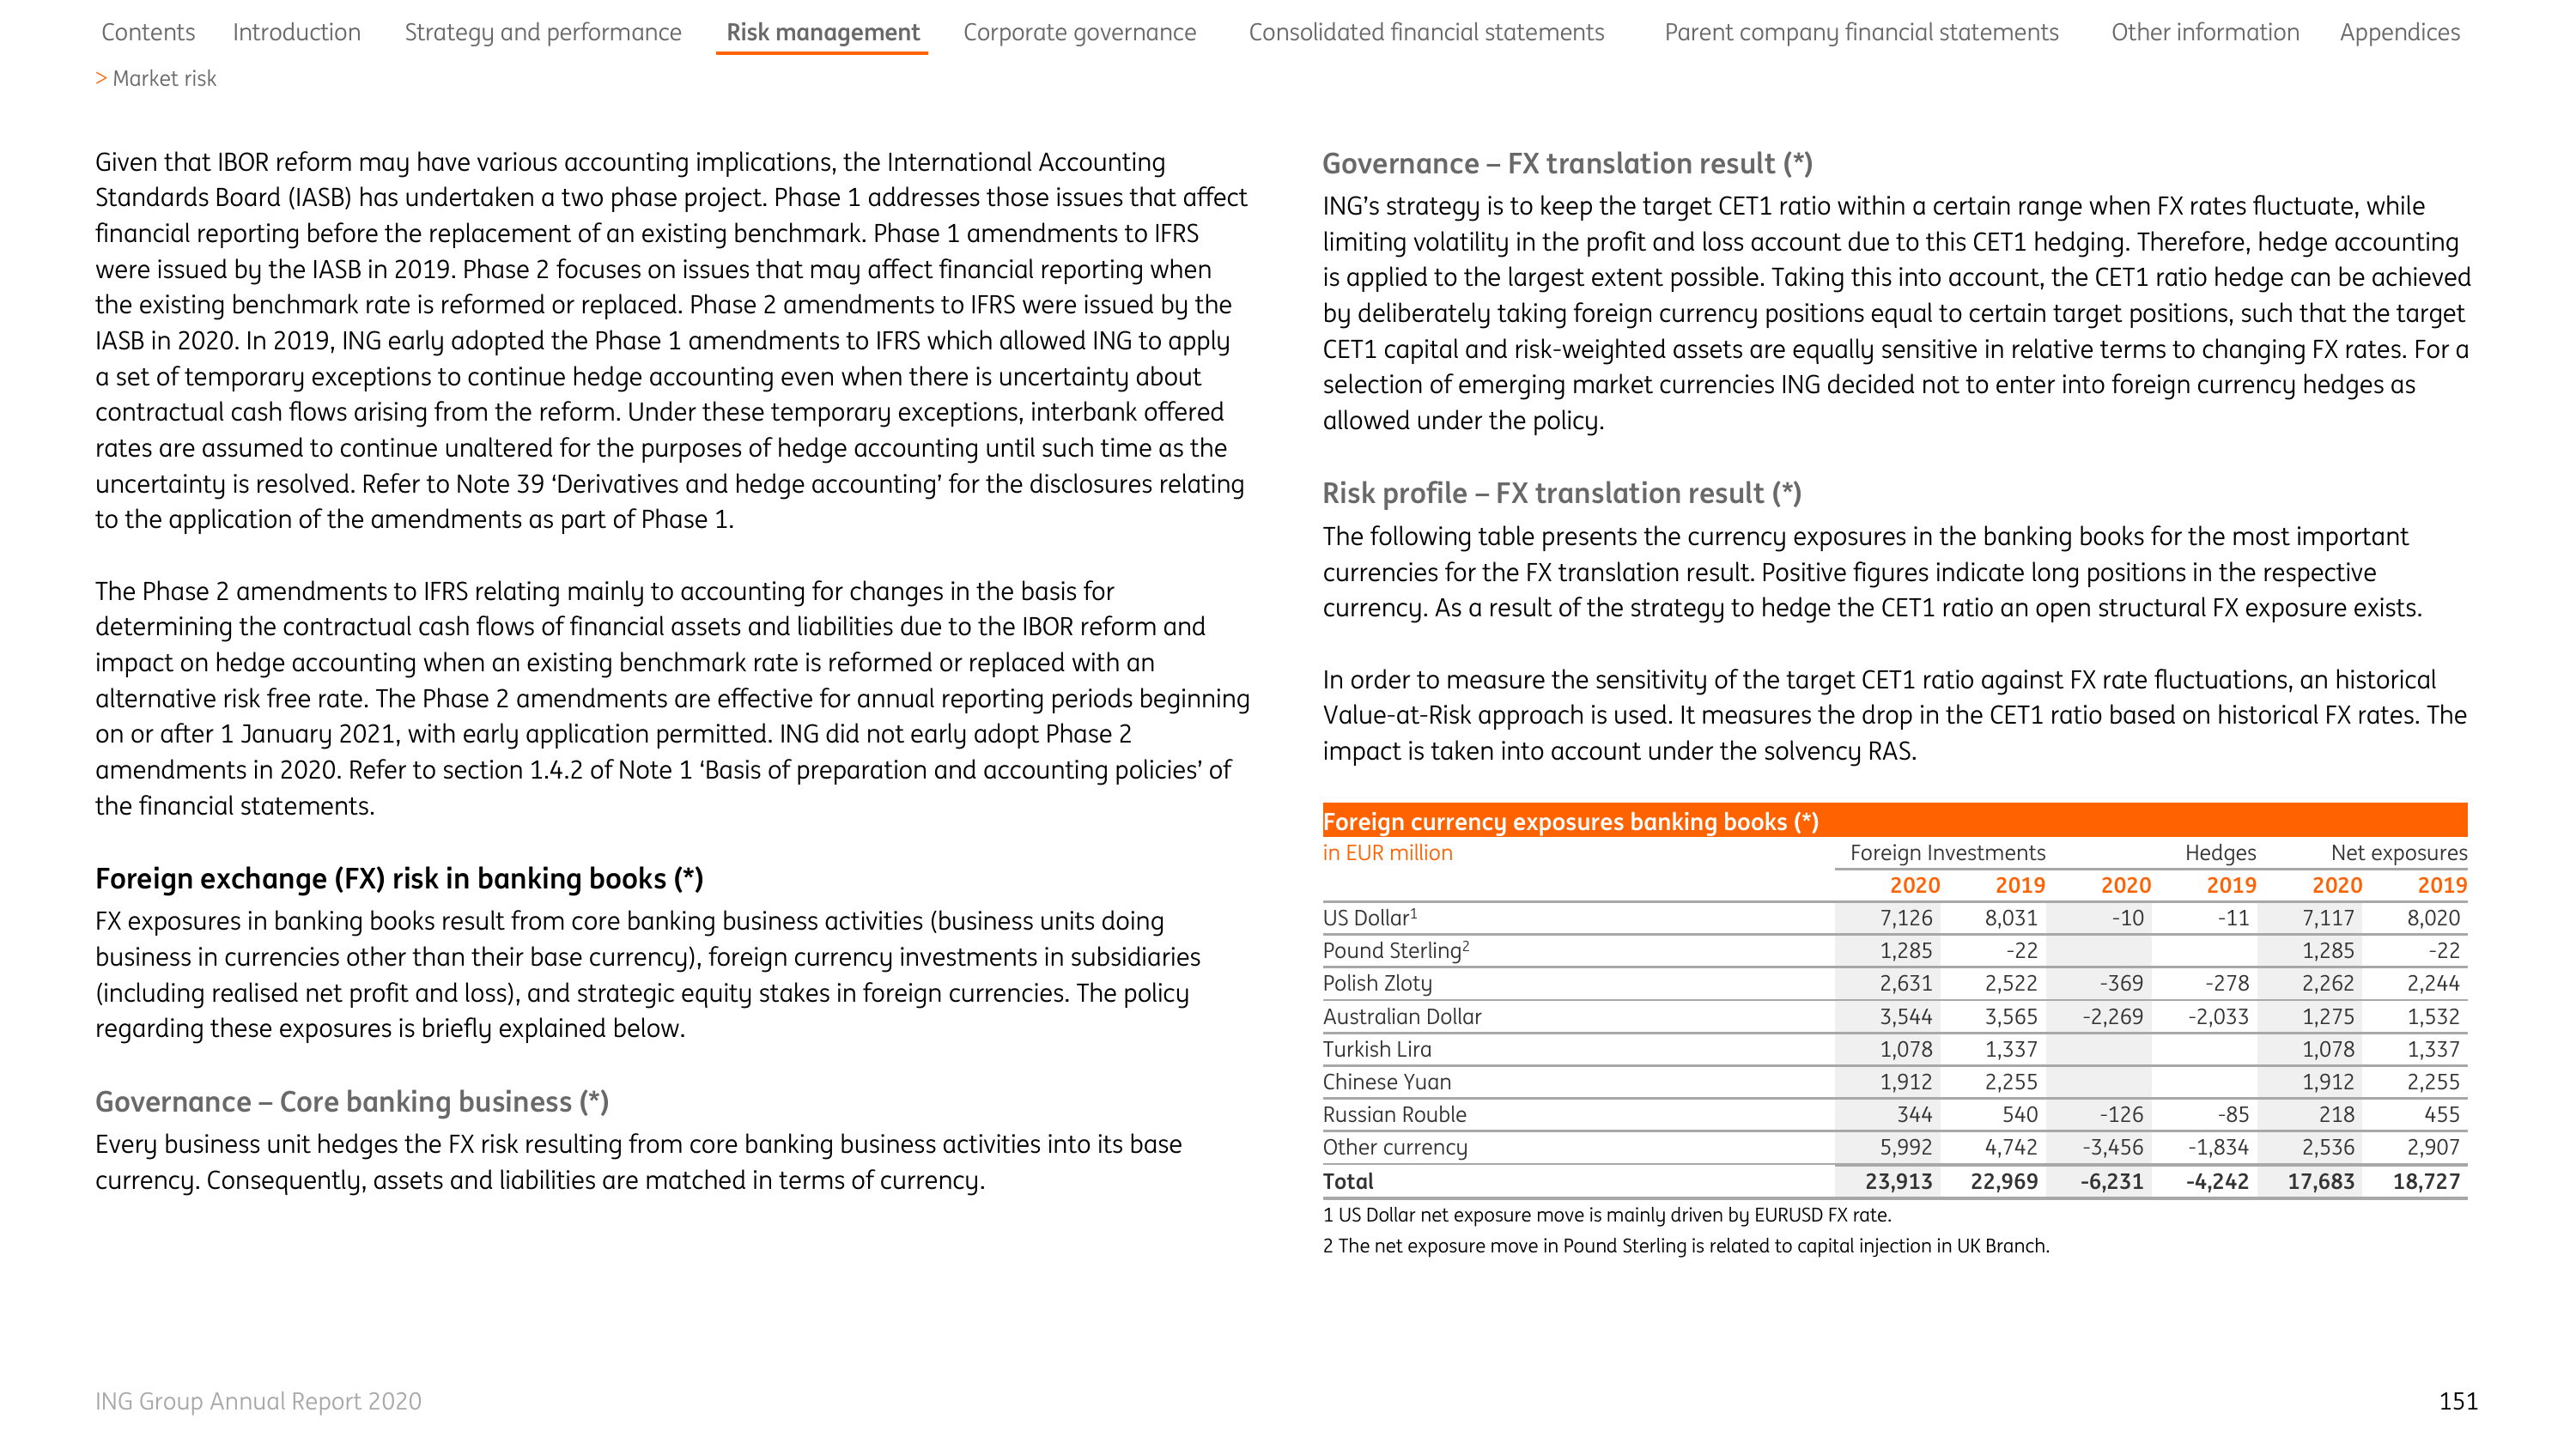 Contents Introduction Strategy and performance Risk management Corporate governance Consolidated financial statements Parent company financial statements Other information Appendices
> Market risk
Given that IBOR reform may have various accounting implications, the International Accounting
Standards Board (IASB) has undertaken a two phase project. Phase 1 addresses those issues that affect
financial reporting before the replacement of an existing benchmark. Phase 1 amendments to IFRS
were issued by the IASB in 2019. Phase 2 focuses on issues that may affect financial reporting when
the existing benchmark rate is reformed or replaced. Phase 2 amendments to IFRS were issued by the
IASB in 2020. In 2019, ING early adopted the Phase 1 amendments to IFRS which allowed ING to apply
a set of temporary exceptions to continue hedge accounting even when there is uncertainty about
contractual cash flows arising from the reform. Under these temporary exceptions, interbank offered
rates are assumed to continue unaltered for the purposes of hedge accounting until such time as the
uncertainty is resolved. Refer to Note 39 ‘Derivatives and hedge accounting’ for the disclosures relating
to the application of the amendments as part of Phase 1.
The Phase 2 amendments to IFRS relating mainly to accounting for changes in the basis for
determining the contractual cash flows of financial assets and liabilities due to the IBOR reform and
impact on hedge accounting when an existing benchmark rate is reformed or replaced with an
alternative risk free rate. The Phase 2 amendments are effective for annual reporting periods beginning
on or after 1 January 2021, with early application permitted. ING did not early adopt Phase 2
amendments in 2020. Refer to section 1.4.2 of Note 1 ‘Basis of preparation and accounting policies’ of
the financial statements.
Foreign exchange (FX) risk in banking books (*)
FX exposures in banking books result from core banking business activities (business units doing
business in currencies other than their base currency), foreign currency investments in subsidiaries
(including realised net profit and loss), and strategic equity stakes in foreign currencies. The policy
regarding these exposures is briefly explained below.
Governance – Core banking business (*)
Every business unit hedges the FX risk resulting from core banking business activities into its base
currency. Consequently, assets and liabilities are matched in terms of currency.
Governance – FX translation result (*)
ING’s strategy is to keep the target CET1 ratio within a certain range when FX rates fluctuate, while
limiting volatility in the profit and loss account due to this CET1 hedging. Therefore, hedge accounting
is applied to the largest extent possible. Taking this into account, the CET1 ratio hedge can be achieved
by deliberately taking foreign currency positions equal to certain target positions, such that the target
CET1 capital and risk-weighted assets are equally sensitive in relative terms to changing FX rates. For a
selection of emerging market currencies ING decided not to enter into foreign currency hedges as
allowed under the policy.
Risk profile – FX translation result (*)
The following table presents the currency exposures in the banking books for the most important
currencies for the FX translation result. Positive figures indicate long positions in the respective
currency. As a result of the strategy to hedge the CET1 ratio an open structural FX exposure exists.
In order to measure the sensitivity of the target CET1 ratio against FX rate fluctuations, an historical
Value-at-Risk approach is used. It measures the drop in the CET1 ratio based on historical FX rates. The
impact is taken into account under the solvency RAS.
Foreign currency exposures banking books (*)
in EUR million Foreign Investments Hedges Net exposures
2020 2019 2020 2019 2020 2019
US Dollar¹ 7,126 8,031 -10 -11 7,117 8,020
Pound Sterling² 1,285 -22 1,285 -22
Polish Zloty 2,631 2,522 -369 -278 2,262 2,244
Australian Dollar 3,544 3,565 -2,269 -2,033 1,275 1,532
Turkish Lira 1,078 1,337 1,078 1,337
Chinese Yuan 1,912 2,255 1,912 2,255
Russian Rouble 344 540 -126 -85 218 455
Other currency 5,992 4,742 -3,456 -1,834 2,536 2,907
Total 23,913 22,969 -6,231 -4,242 17,683 18,727
1 US Dollar net exposure move is mainly driven by EURUSD FX rate.
2 The net exposure move in Pound Sterling is related to capital injection in UK Branch.
ING Group Annual Report 2020 151